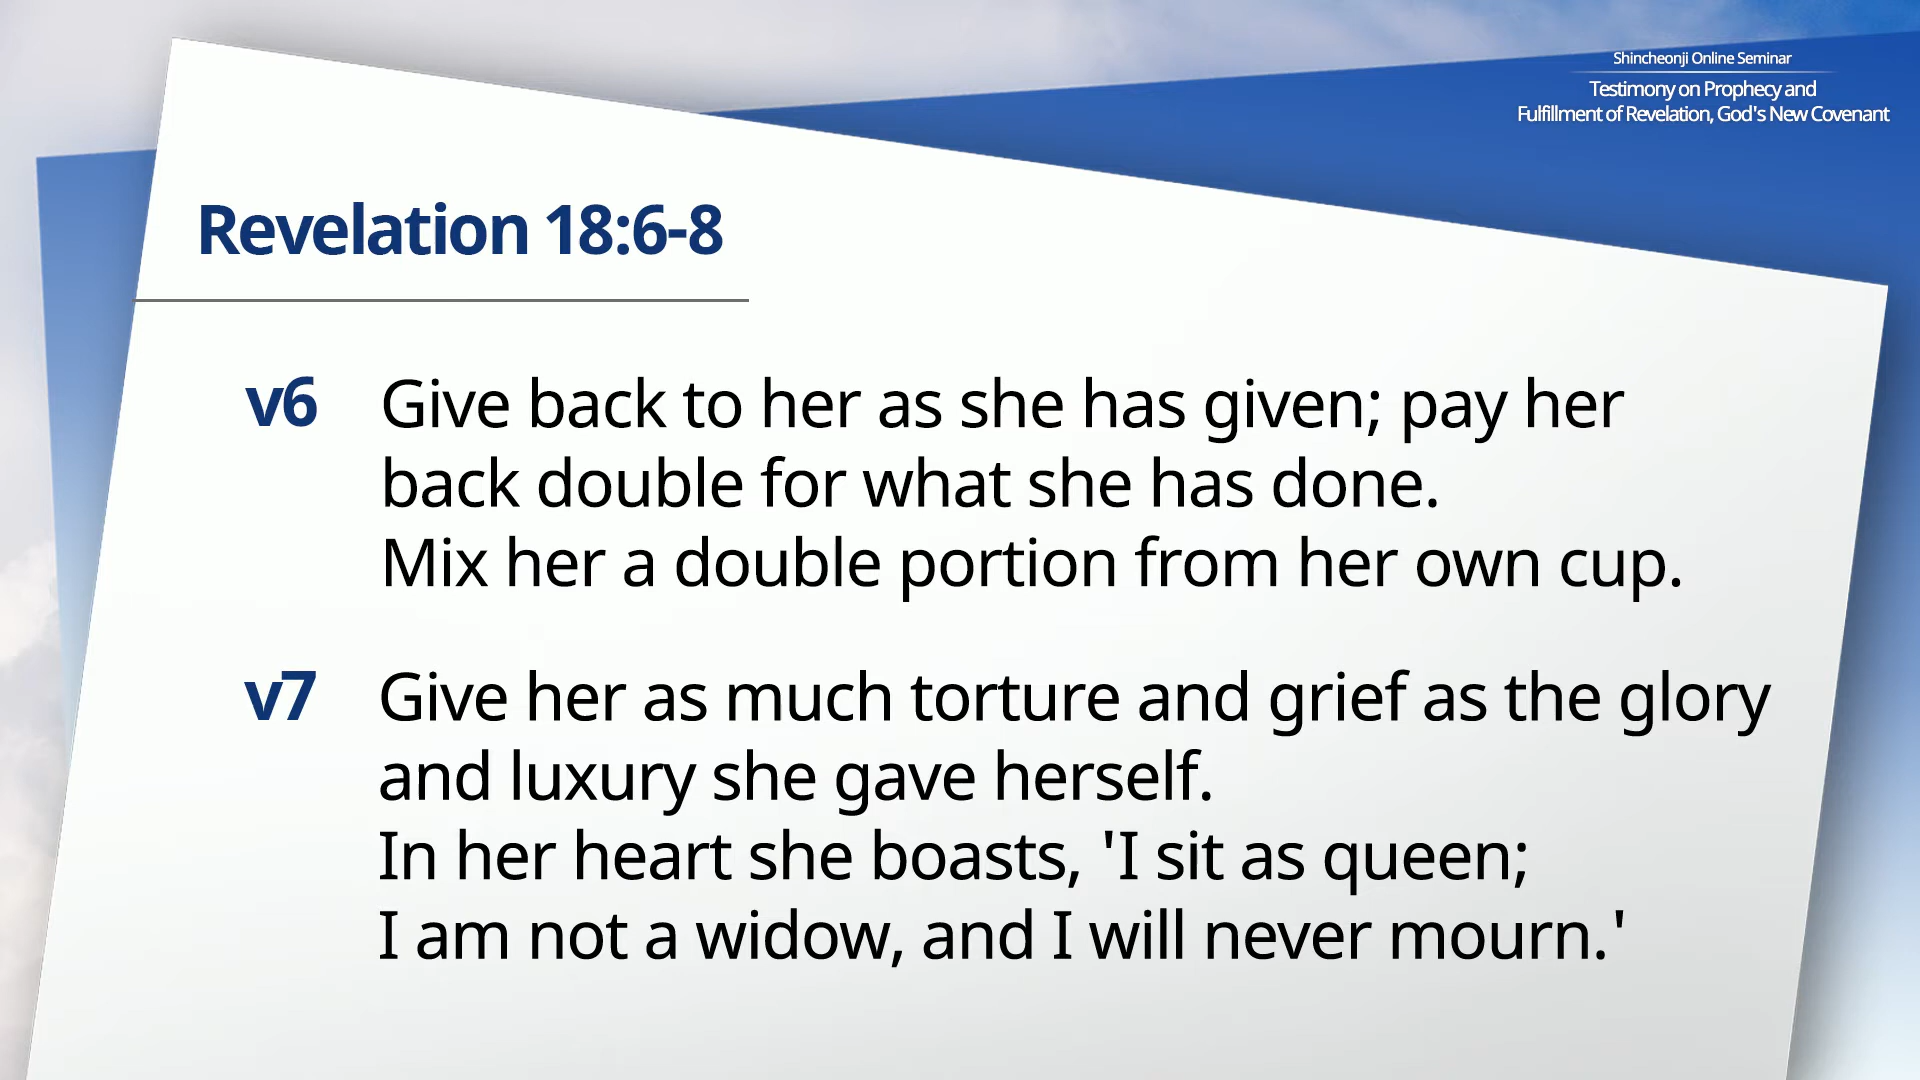 Shincheonji Online Seminar
Testimony on Prophecy and
Fulfillment of Revelation, God's New Covenant
Revelation 18:6-8
v6 Give back to her as she has given; pay her
back double for what she has done.
Mix her a double portion from her own cup.
v7 Give her as much torture and grief as the glory
and luxury she gave herself.
In her heart she boasts, 'I sit as queen;
I am not a widow, and I will never mourn.'